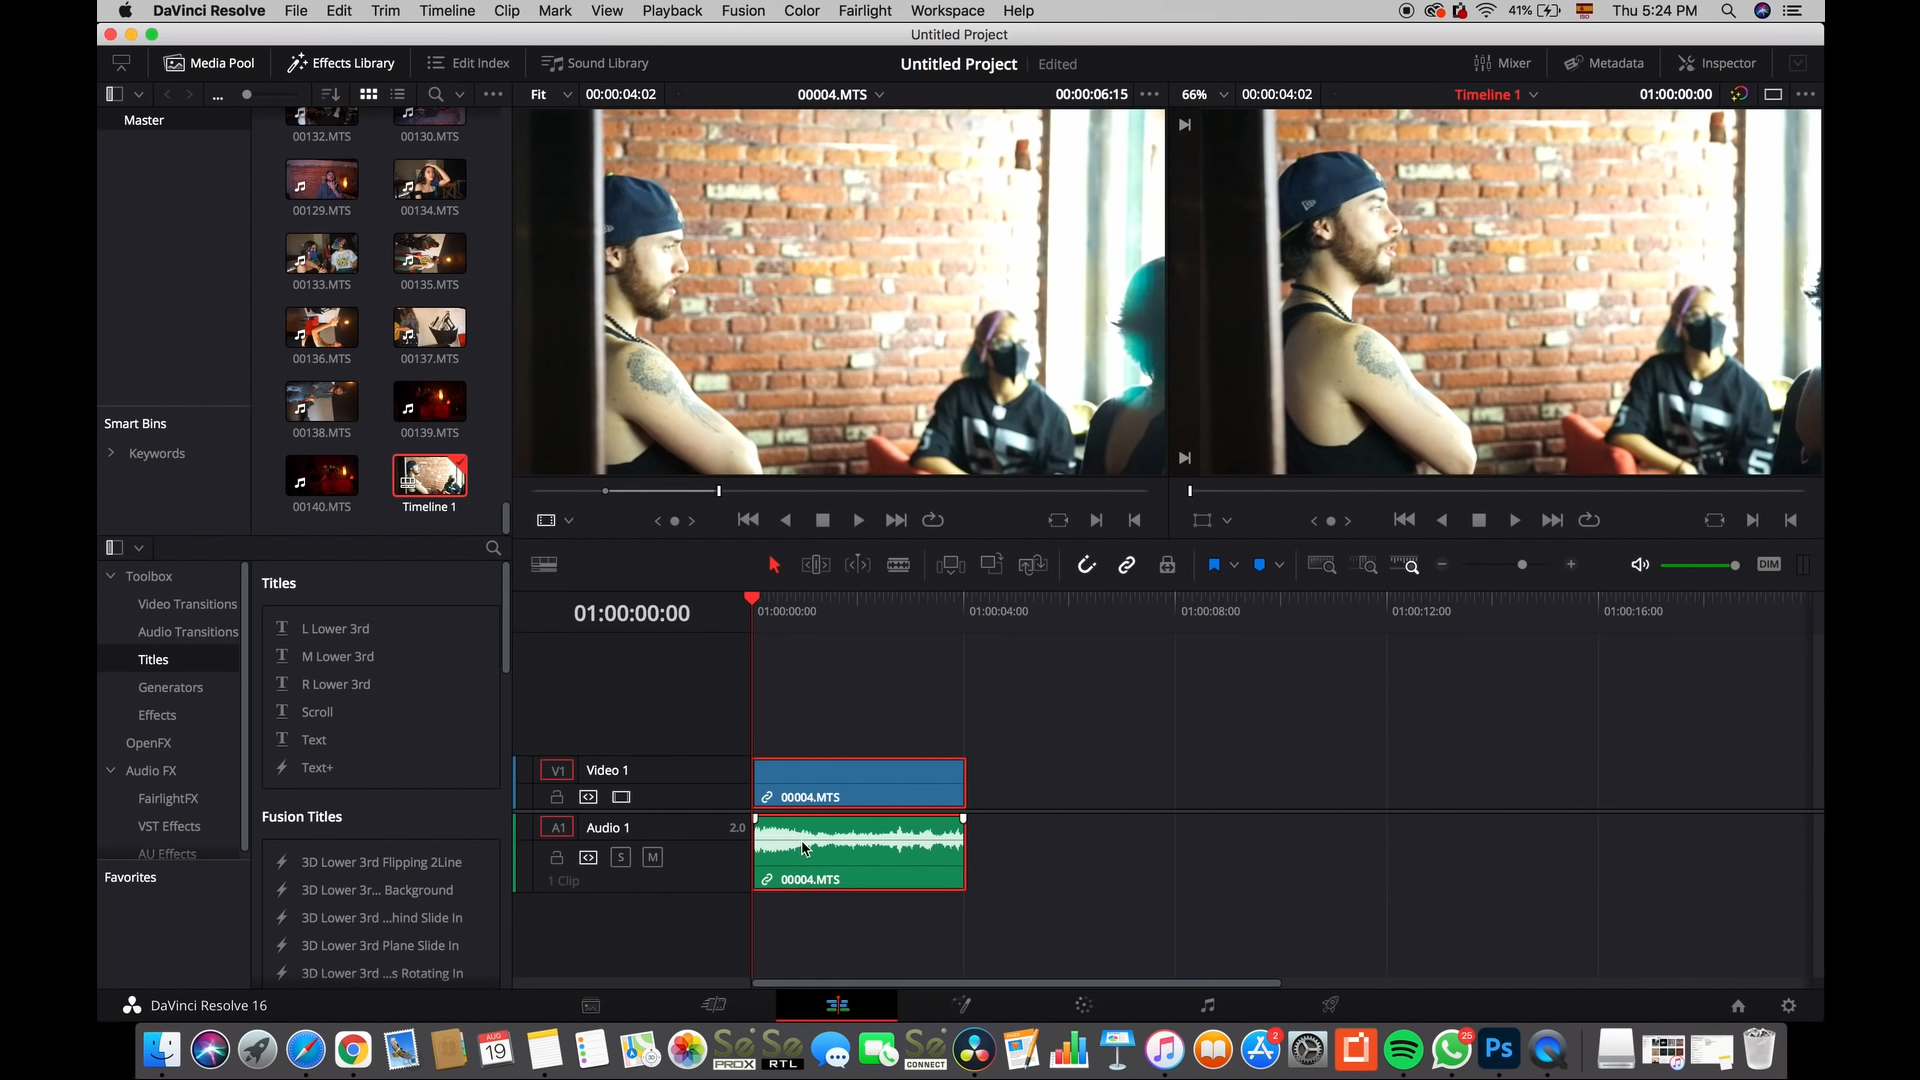 DaVinci Resolve File Edit Trim Timeline Clip Mark View Playback Fusion Color Fairlight Workspace Help 41% ISO Thu 5:24 PM
Untitled Project
Media Pool Effects Library Edit Index Sound Library Untitled Project Edited Mixer Metadata Inspector
... Fit 00:00:04:02 00004.MTS 00:00:06:15 ... 66% 00:00:04:02 Timeline 1 01:00:00:00 ...
Master
00132.MTS 00130.MTS
00129.MTS 00134.MTS
00133.MTS 00135.MTS
00136.MTS 00137.MTS
00138.MTS 00139.MTS
00140.MTS Timeline 1
Smart Bins
Keywords
Toolbox
Video Transitions
Audio Transitions
Titles
Generators
Effects
OpenFX
Audio FX
FairlightFX
VST Effects
AU Effects
Favorites
Titles
L Lower 3rd
M Lower 3rd
R Lower 3rd
Scroll
Text
Text+
Fusion Titles
3D Lower 3rd Flipping 2Line
3D Lower 3r... Background
3D Lower 3rd ...hind Slide In
3D Lower 3rd Plane Slide In
3D Lower 3rd ...s Rotating In
DIM
01:00:00:00
01:00:00:00 01:00:04:00 01:00:08:00 01:00:12:00 01:00:16:00
V1 Video 1
00004.MTS
A1 Audio 1 2.0
S M
1 Clip
00004.MTS
DaVinci Resolve 16
AUG 19 Se PROX Se RTL Se CONNECT 2 25 Ps